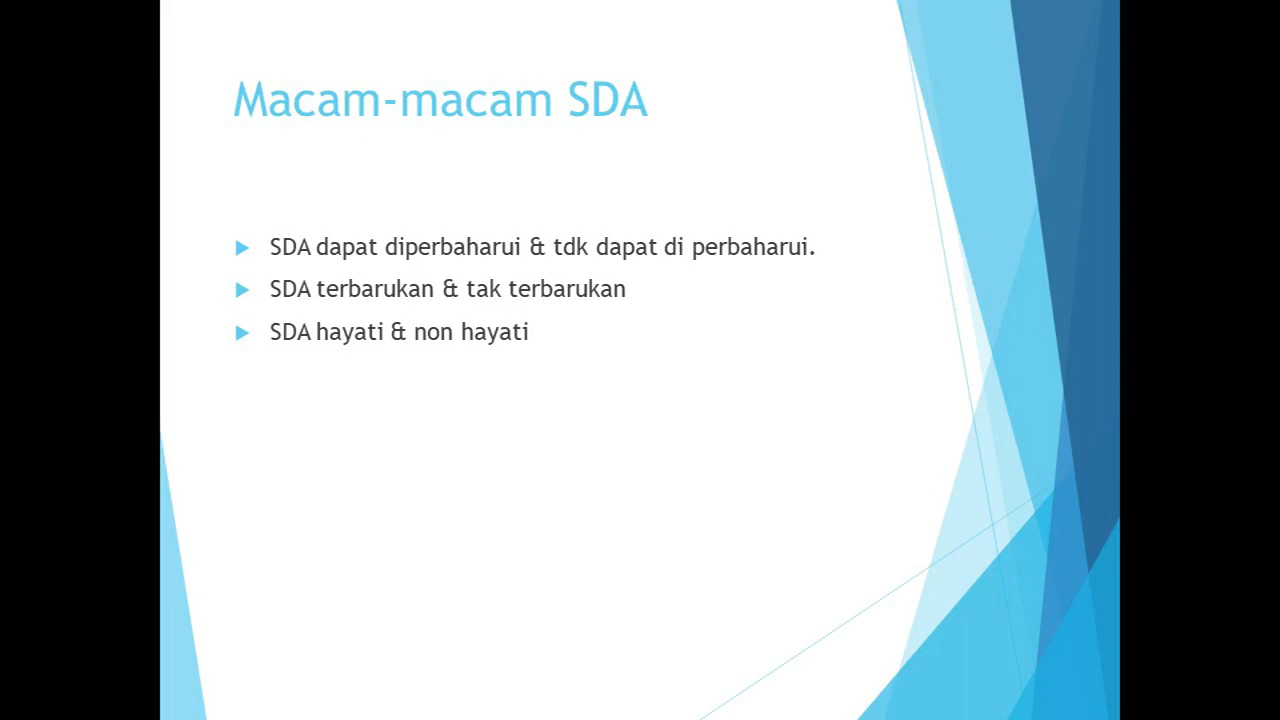 Macam-macam SDA
SDA dapat diperbaharui & tdk dapat di perbaharui.
SDA terbarukan & tak terbarukan
SDA hayati & non hayati